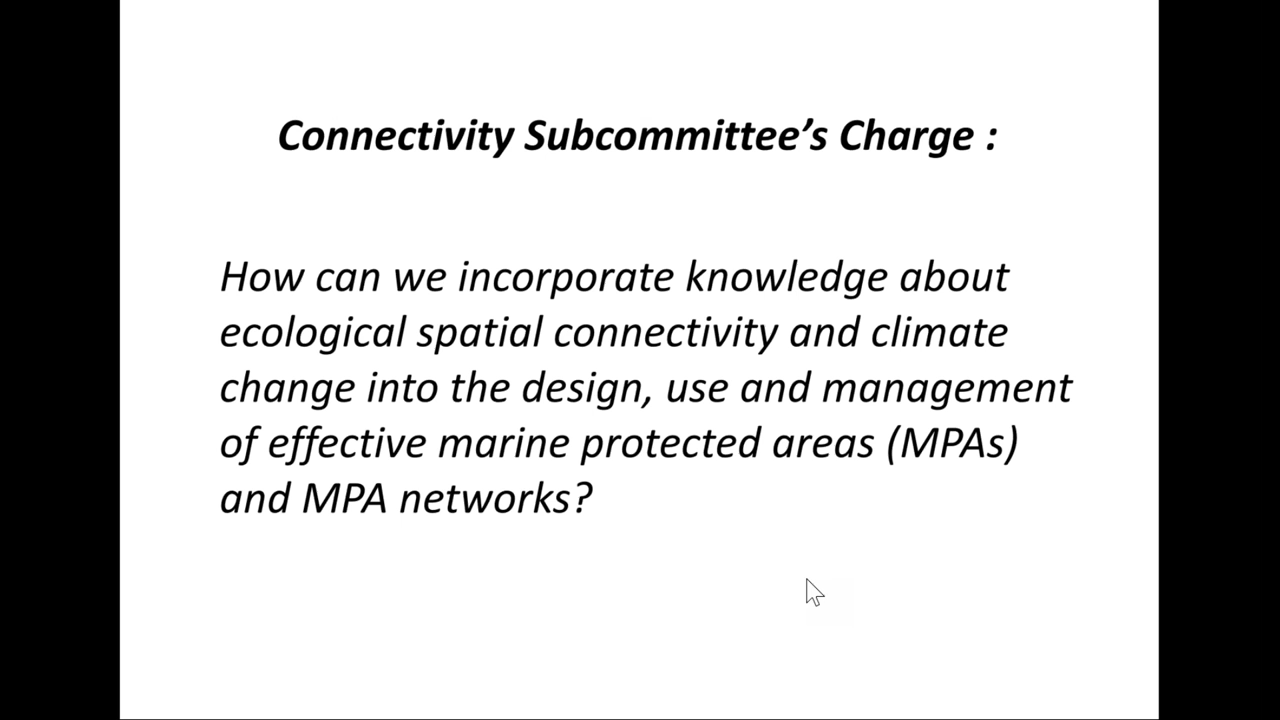 Connectivity Subcommittee’s Charge :
How can we incorporate knowledge about
ecological spatial connectivity and climate
change into the design, use and management
of effective marine protected areas (MPAs)
and MPA networks?